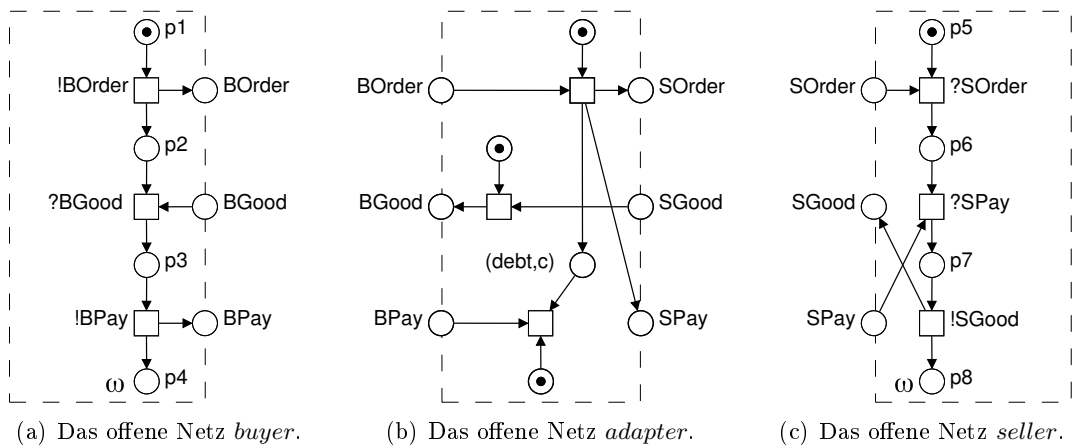 p1
!BOrder
BOrder
p2
?BGood
BGood
p3
!BPay
BPay
ω
p4
(a) Das offene Netz buyer.
BOrder
SOrder
BGood
SGood
(debt,c)
BPay
SPay
(b) Das offene Netz adapter.
p5
SOrder
?SOrder
p6
SGood
?SPay
p7
SPay
!SGood
ω
p8
(c) Das offene Netz seller.